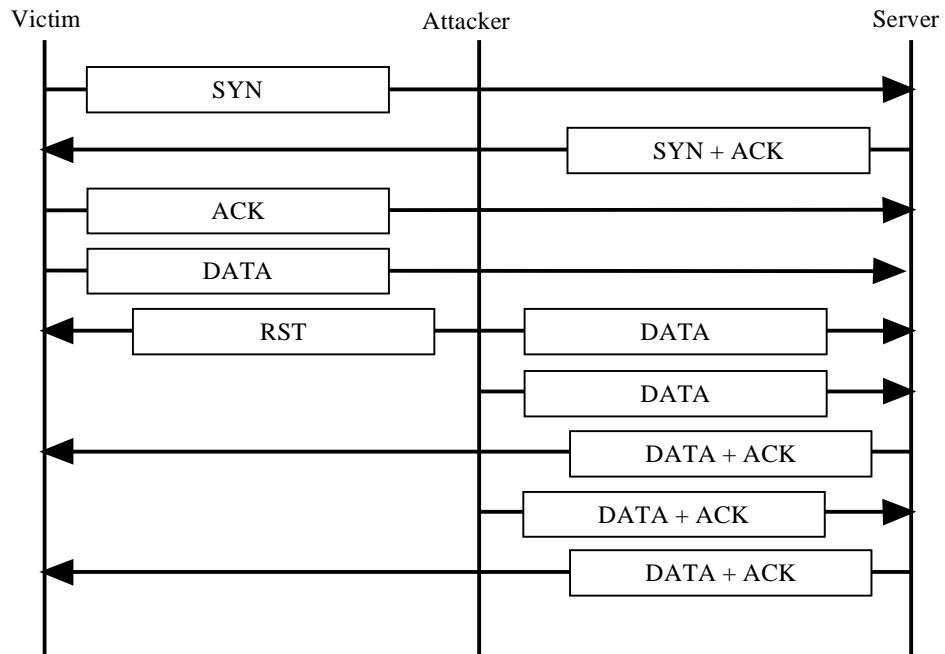 Victim Attacker Server
SYN
SYN + ACK
ACK
DATA
RST DATA
DATA
DATA + ACK
DATA + ACK
DATA + ACK